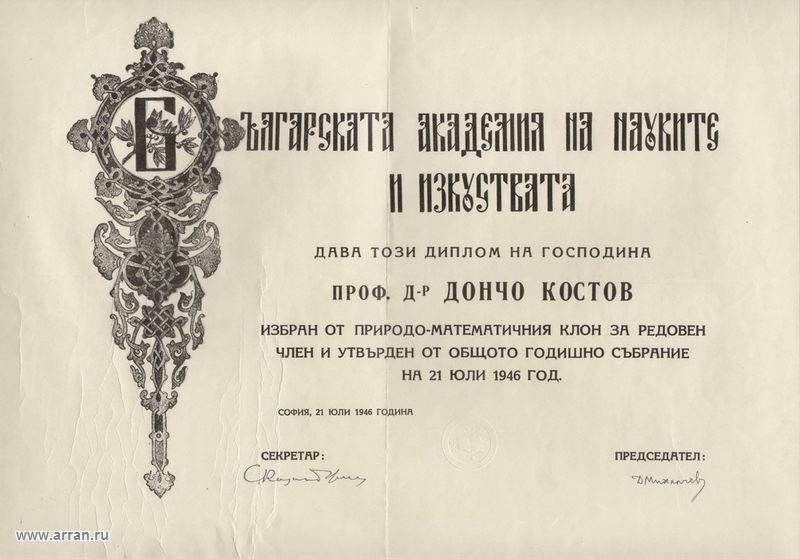 БЪЛГАРСКАТА АКАДЕМИЯ НА НАУКИТЕ
И ИЗКУСТВАТА
ДАВА ТОЗИ ДИПЛОМ НА ГОСПОДИНА
ПРОФ. Д-Р ДОНЧО КОСТОВ
ИЗБРАН ОТ ПРИРОДО-МАТЕМАТИЧНИЯ КЛОН ЗА РЕДОВЕН
ЧЛЕН И УТВЪРДЕН ОТ ОБЩОТО ГОДИШНО СЪБРАНИЕ
НА 21 ЮЛИ 1946 ГОД.
СОФИЯ, 21 ЮЛИ 1946 ГОДИНА
СЕКРЕТАР:
ПРЕДСЕДАТЕЛ:
Д Михалчев
www.arran.ru